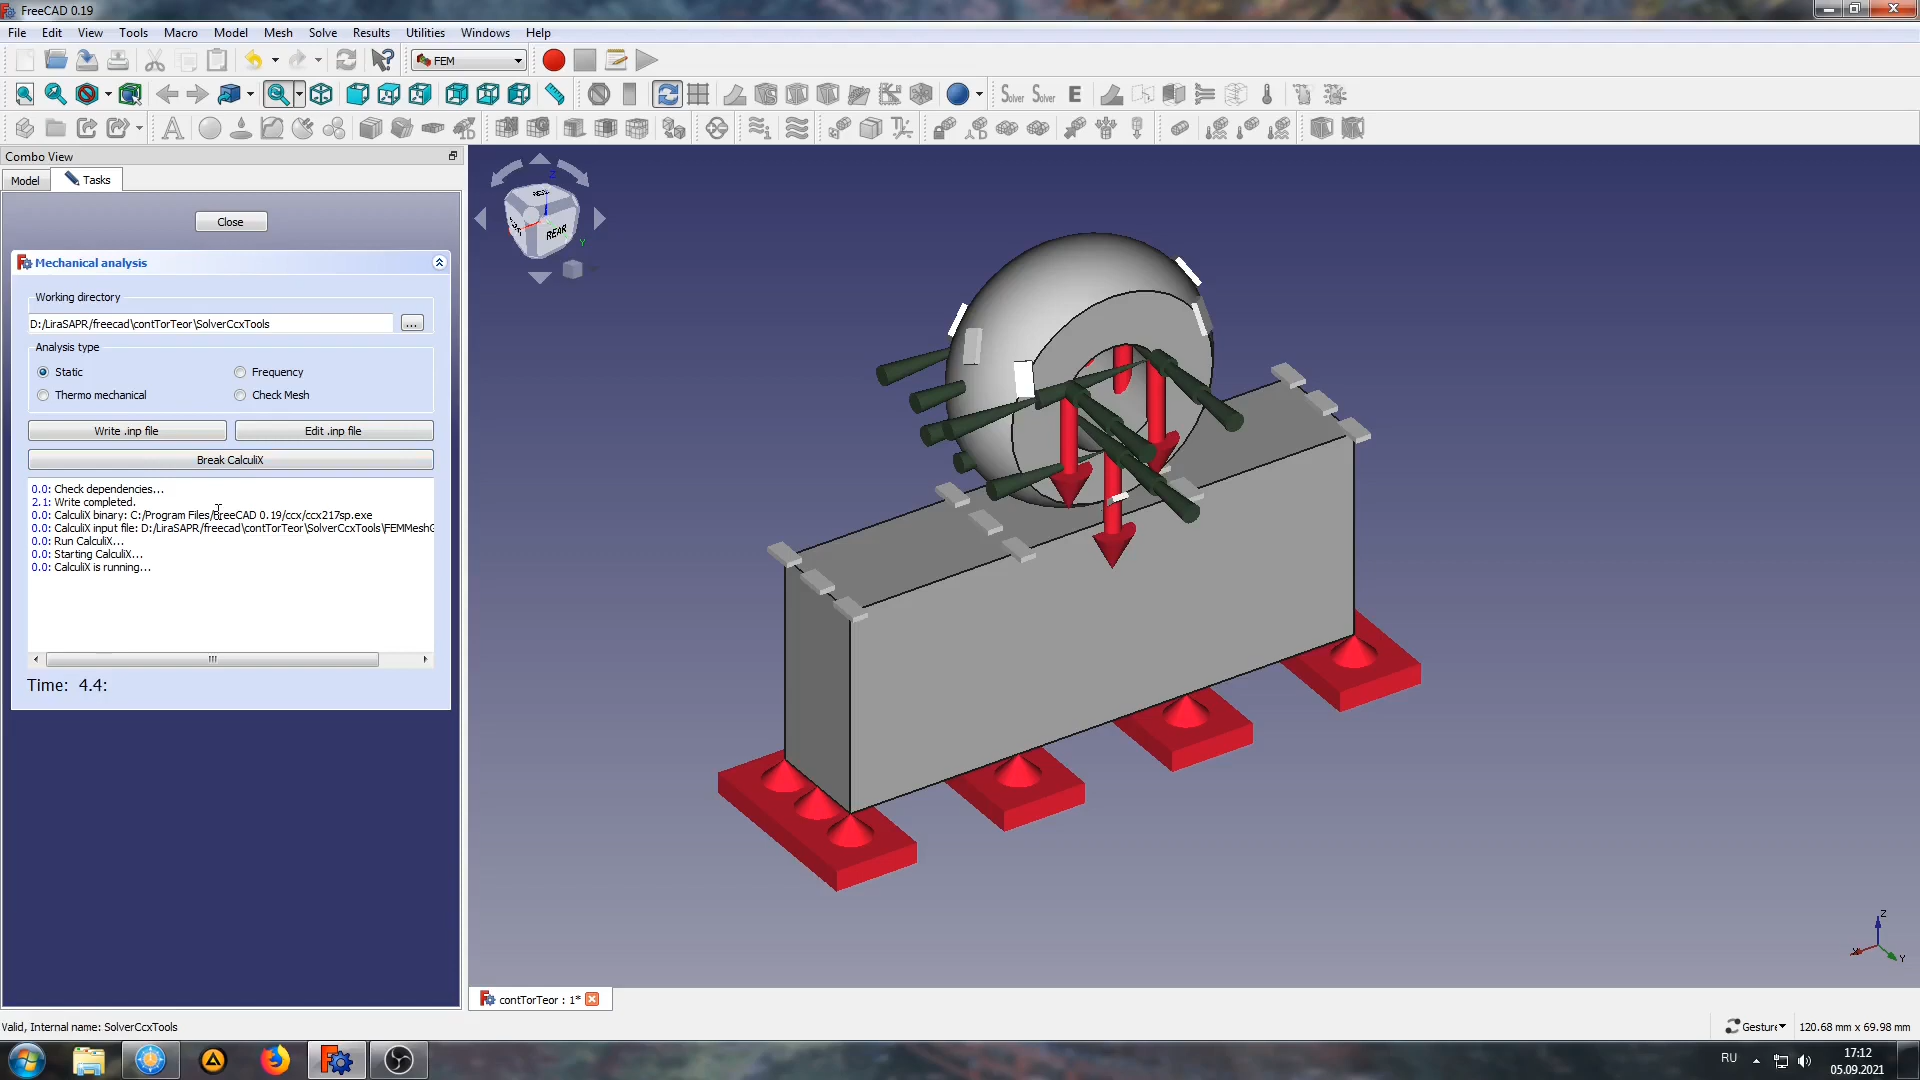 FreeCAD 0.19
File Edit View Tools Macro Model Mesh Solve Results Utilities Windows Help
FEM
Solver Solver E
A 1D
D
Combo View
Model Tasks
Close
Mechanical analysis
Working directory
D:/LiraSAPR/freecad\contTorTeor\SolverCcxTools ...
Analysis type
Static Frequency
Thermo mechanical Check Mesh
Write .inp file Edit .inp file
Break CalculiX
0.0: Check dependencies...
2.1: Write completed.
0.0: CalculiX binary: C:/Program Files/FreeCAD 0.19/ccx/ccx217sp.exe
0.0: CalculiX input file: D:/LiraSAPR/freecad\contTorTeor\SolverCcxTools\FEMMeshG
0.0: Run CalculiX...
0.0: Starting CalculiX...
0.0: CalculiX is running...
Time: 4.4:
Z
REAR
Y
Z
Y
contTorTeor : 1*
Valid, Internal name: SolverCcxTools
Gesture 120.68 mm x 69.98 mm
RU
17:12
05.09.2021